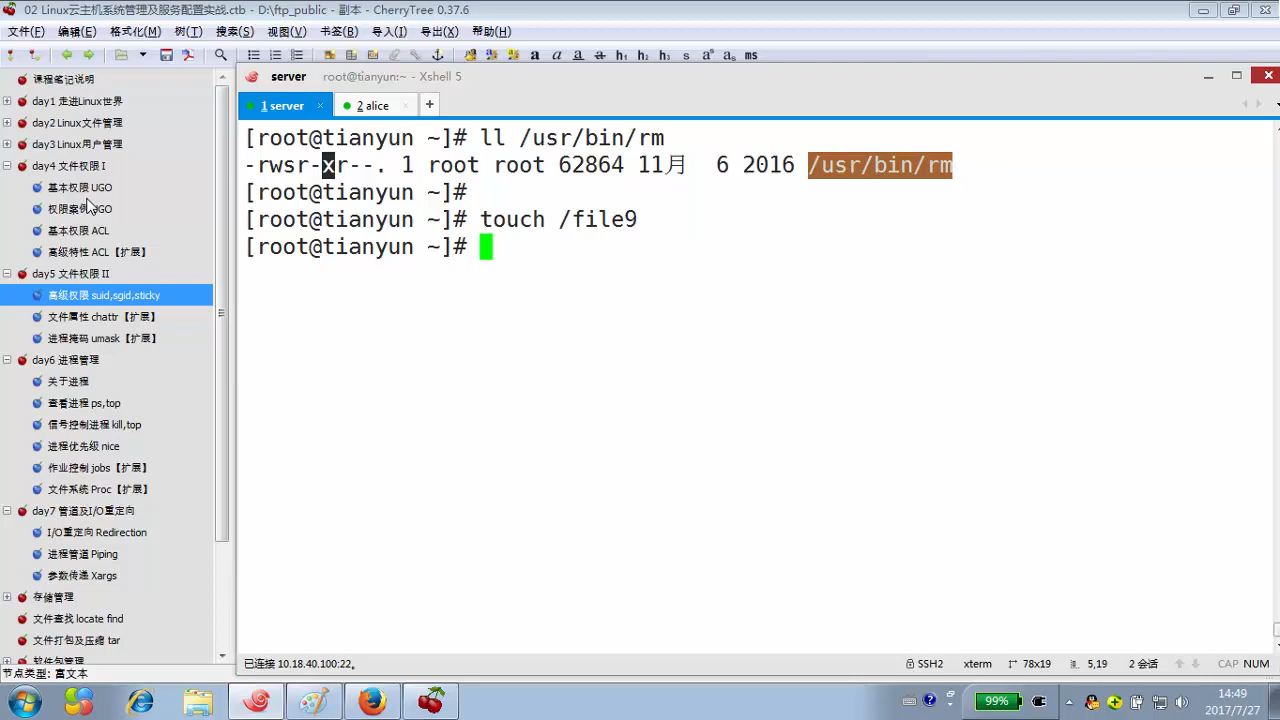 02 Linux云主机系统管理及服务配置实战.ctb - D:\ftp_public - 副本 - CherryTree 0.37.6
文件(F) 编辑(E) 格式化(M) 树(T) 搜索(S) 视图(V) 书签(B) 导入(I) 导出(X) 帮助(H)
a a a a h₁ h₂ h₃ s aˢ aₛ ms
课程笔记说明
day1 走进Linux世界
day2 Linux文件管理
day3 Linux用户管理
day4 文件权限 I
基本权限 UGO
权限案例 UGO
基本权限 ACL
高级特性 ACL【扩展】
day5 文件权限 II
高级权限 suid,sgid,sticky
文件属性 chattr【扩展】
进程掩码 umask【扩展】
day6 进程管理
关于进程
查看进程 ps,top
信号控制进程 kill,top
进程优先级 nice
作业控制 jobs【扩展】
文件系统 Proc【扩展】
day7 管道及I/O重定向
I/O重定向 Redirection
进程管道 Piping
参数传递 Xargs
存储管理
文件查找 locate find
文件打包及压缩 tar
软件包管理
节点类型: 富文本
server root@tianyun:~ - Xshell 5
1 server 2 alice +
[root@tianyun ~]# ll /usr/bin/rm
-rwsr-xr--. 1 root root 62864 11月 6 2016 /usr/bin/rm
[root@tianyun ~]#
[root@tianyun ~]# touch /file9
[root@tianyun ~]#
已连接 10.18.40.100:22。 SSH2 xterm 78x19 5,19 2 会话 CAP NUM
99% 14:49
2017/7/27